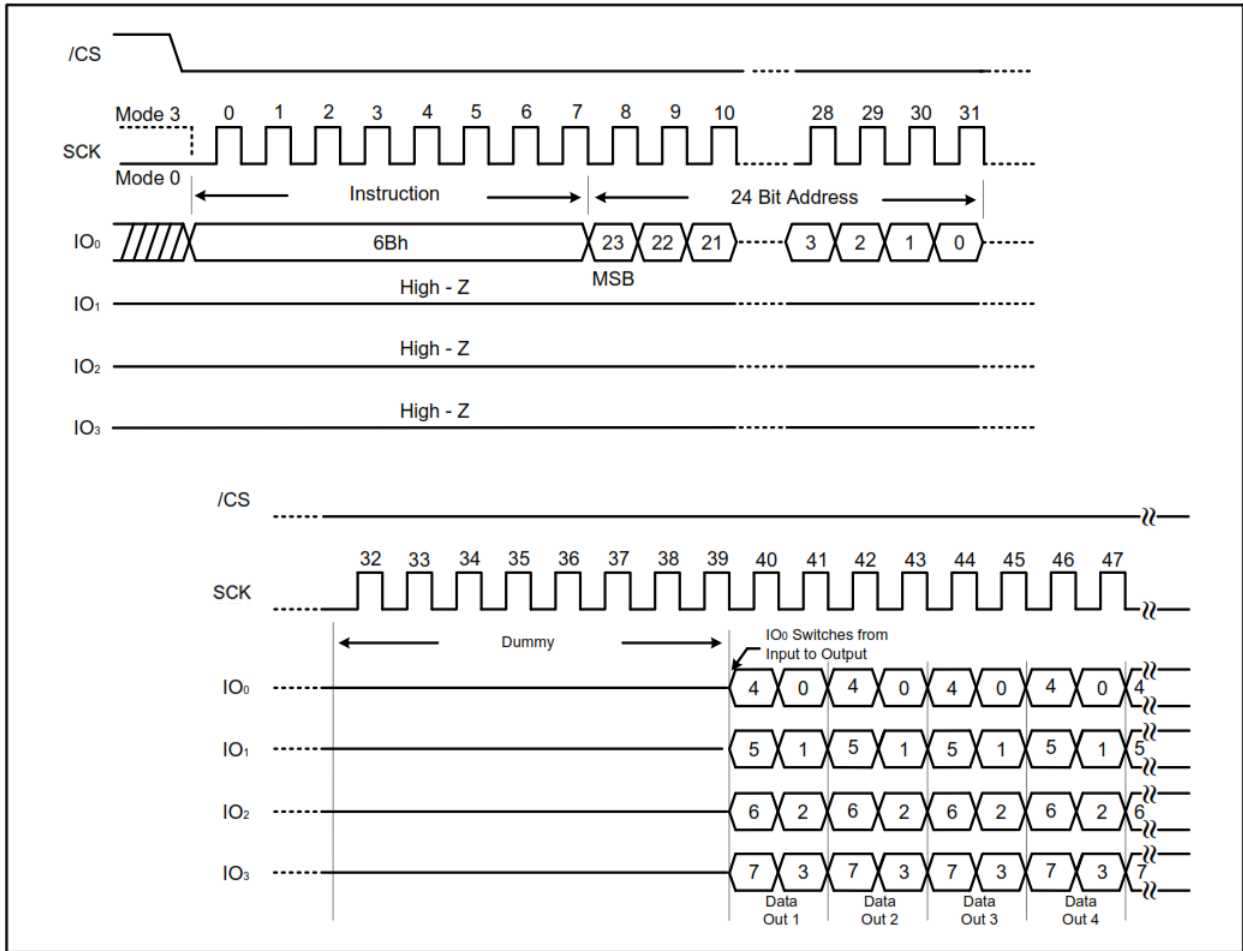 /CS
Mode 3 0 1 2 3 4 5 6 7 8 9 10 28 29 30 31
SCK
Mode 0
Instruction 24 Bit Address
IO0 6Bh 23 22 21 3 2 1 0
MSB
High - Z
IO1
High - Z
IO2
High - Z
IO3
/CS
32 33 34 35 36 37 38 39 40 41 42 43 44 45 46 47
SCK
Dummy
IO0 Switches from
Input to Output
IO0 4 0 4 0 4 0 4 0 4
IO1 5 1 5 1 5 1 5 1 5
IO2 6 2 6 2 6 2 6 2 6
IO3 7 3 7 3 7 3 7 3 7
Data Data Data Data
Out 1 Out 2 Out 3 Out 4